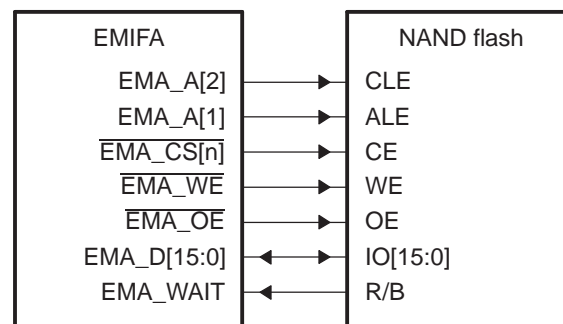 EMIFA NAND flash
EMA_A[2] CLE
EMA_A[1] ALE
EMA_CS[n] CE
EMA_WE WE
EMA_OE OE
EMA_D[15:0] IO[15:0]
EMA_WAIT R/B